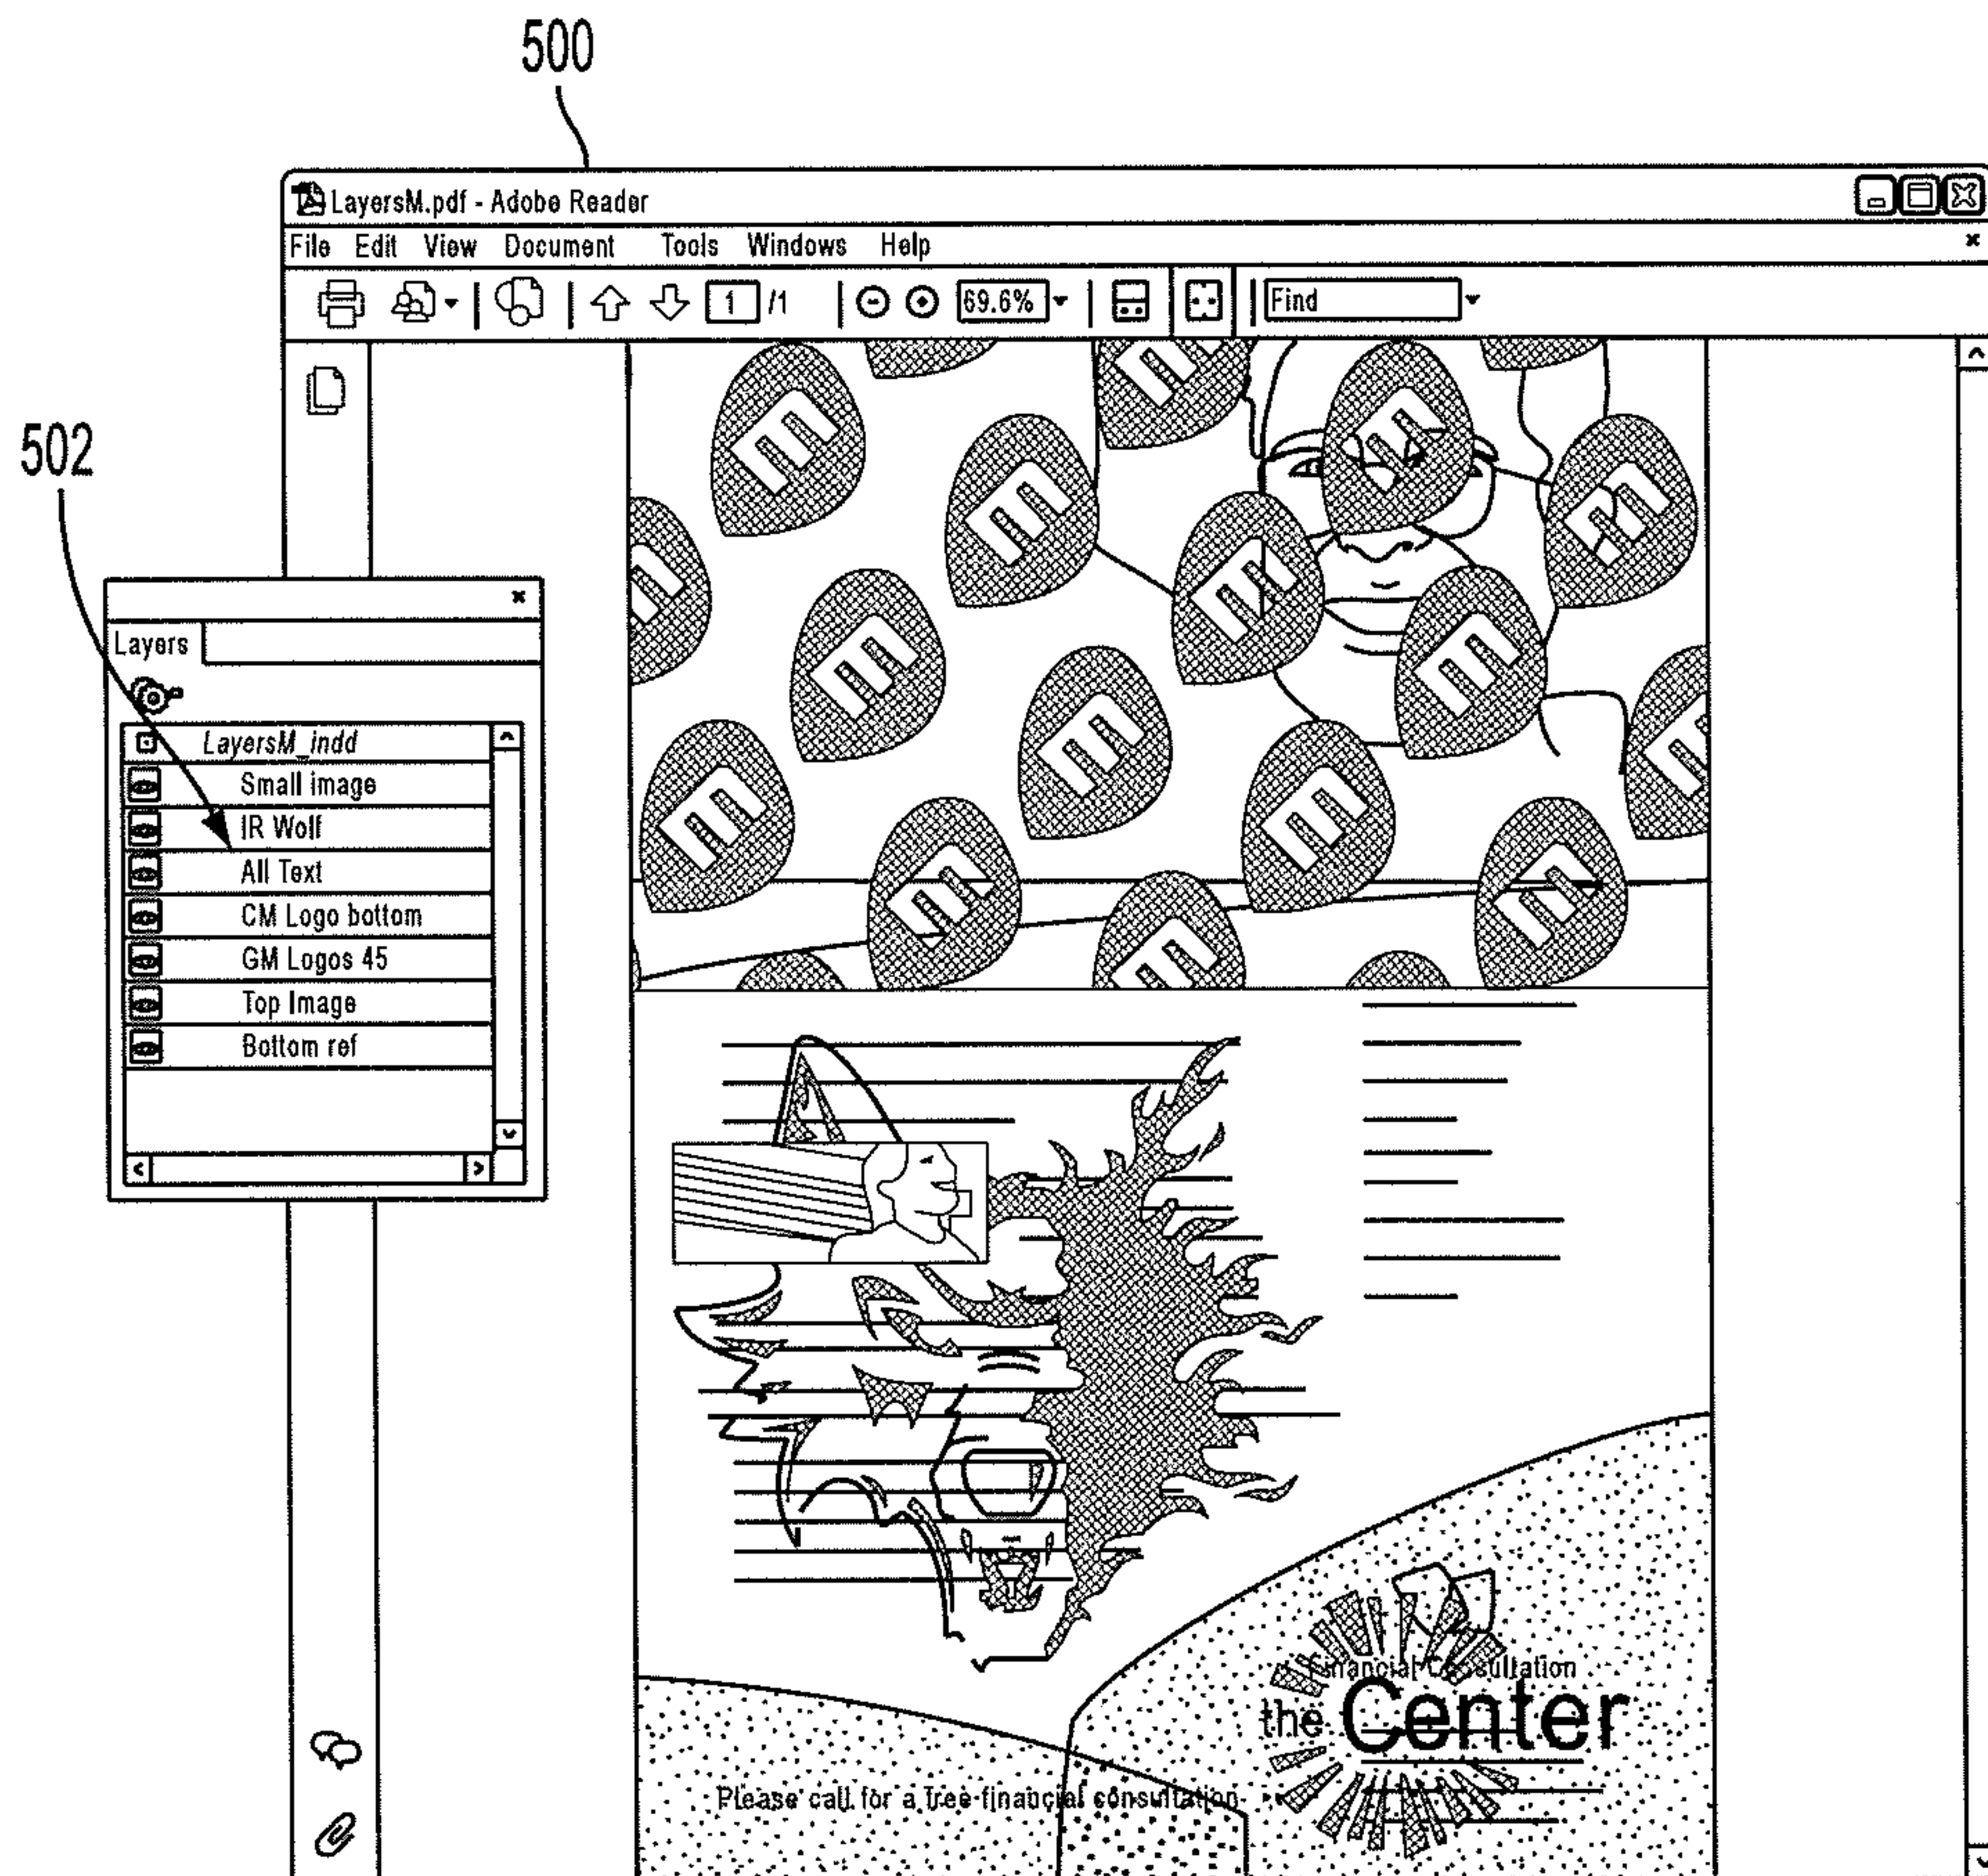 500
LayersM.pdf - Adobe Reader
File Edit View Document Tools Windows Help
1 /1 69.6% Find
502
Layers
LayersM_indd
Small image
IR Wolf
All Text
CM Logo bottom
GM Logos 45
Top Image
Bottom ref
Financial Consultation
the Center
Please call for a free financial consultation